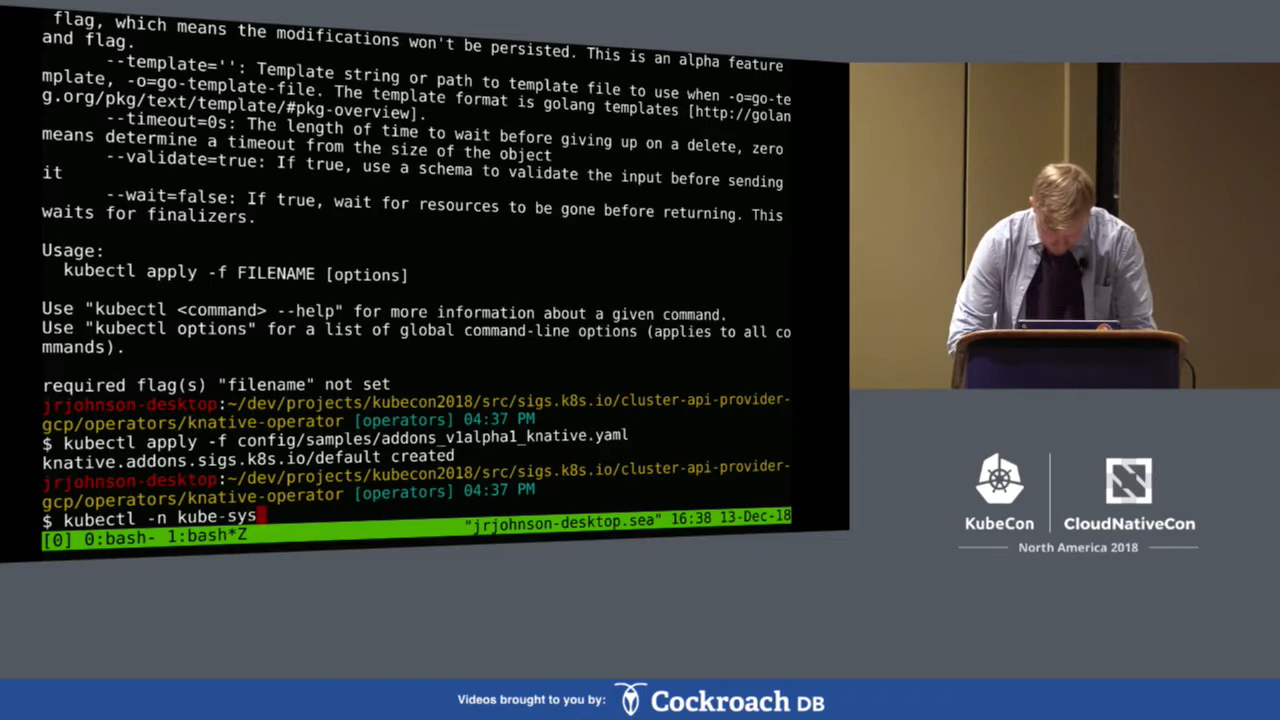 flag, which means the modifications won't be persisted. This is an alpha feature
and flag.
--template='': Template string or path to template file to use when -o=go-te
mplate, -o=go-template-file. The template format is golang templates [http://golan
g.org/pkg/text/template/#pkg-overview].
--timeout=0s: The length of time to wait before giving up on a delete, zero
means determine a timeout from the size of the object
--validate=true: If true, use a schema to validate the input before sending
it
--wait=false: If true, wait for resources to be gone before returning. This
waits for finalizers.
Usage:
kubectl apply -f FILENAME [options]
Use "kubectl <command> --help" for more information about a given command.
Use "kubectl options" for a list of global command-line options (applies to all co
mmands).
required flag(s) "filename" not set
jrjohnson-desktop:~/dev/projects/kubecon2018/src/sigs.k8s.io/cluster-api-provider-
gcp/operators/knative-operator [operators] 04:37 PM
$ kubectl apply -f config/samples/addons_v1alpha1_knative.yaml
knative.addons.sigs.k8s.io/default created
jrjohnson-desktop:~/dev/projects/kubecon2018/src/sigs.k8s.io/cluster-api-provider-
gcp/operators/knative-operator [operators] 04:37 PM
$ kubectl -n kube-sys
[0] 0:bash- 1:bash*Z "jrjohnson-desktop.sea" 16:38 13-Dec-18
KubeCon
CloudNativeCon
North America 2018
Videos brought to you by: Cockroach DB